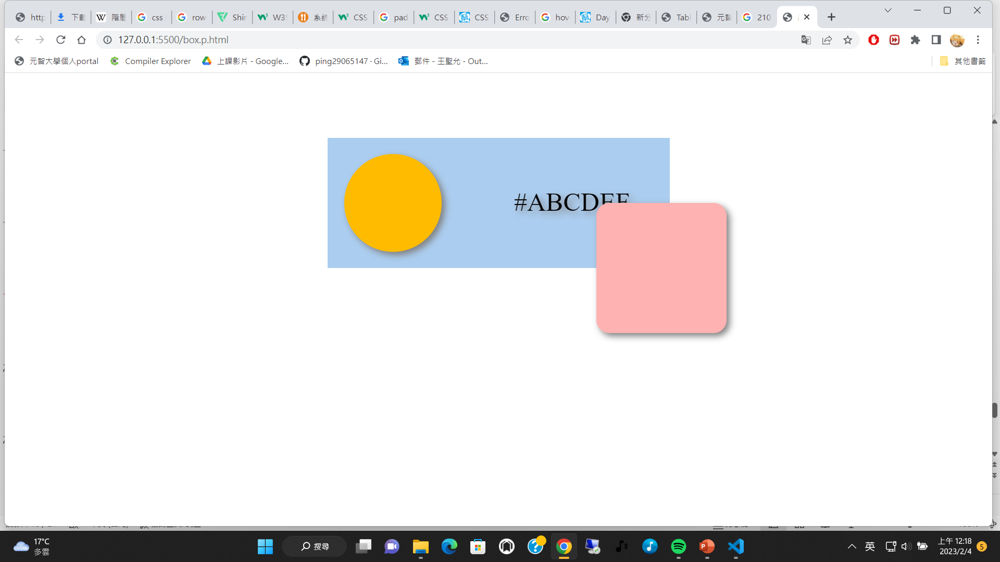 http
下載
階層
css
row
Shir
W3S
系統
CSS
pad
CSS
CSS
Erro
hov
Day
新分
Tabl
元智
210
127.0.0.1:5500/box.p.html
元智大學個人portal
Compiler Explorer
上課影片 - Google...
ping29065147 · Gi...
郵件 - 王聖允 - Out...
其他書籤
#ABCDEF
17°C
多雲
搜尋
英
上午 12:18
2023/2/4
5